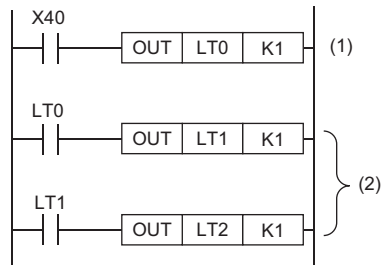 X40
OUT LT0 K1 (1)
LT0
OUT LT1 K1
(2)
LT1
OUT LT2 K1